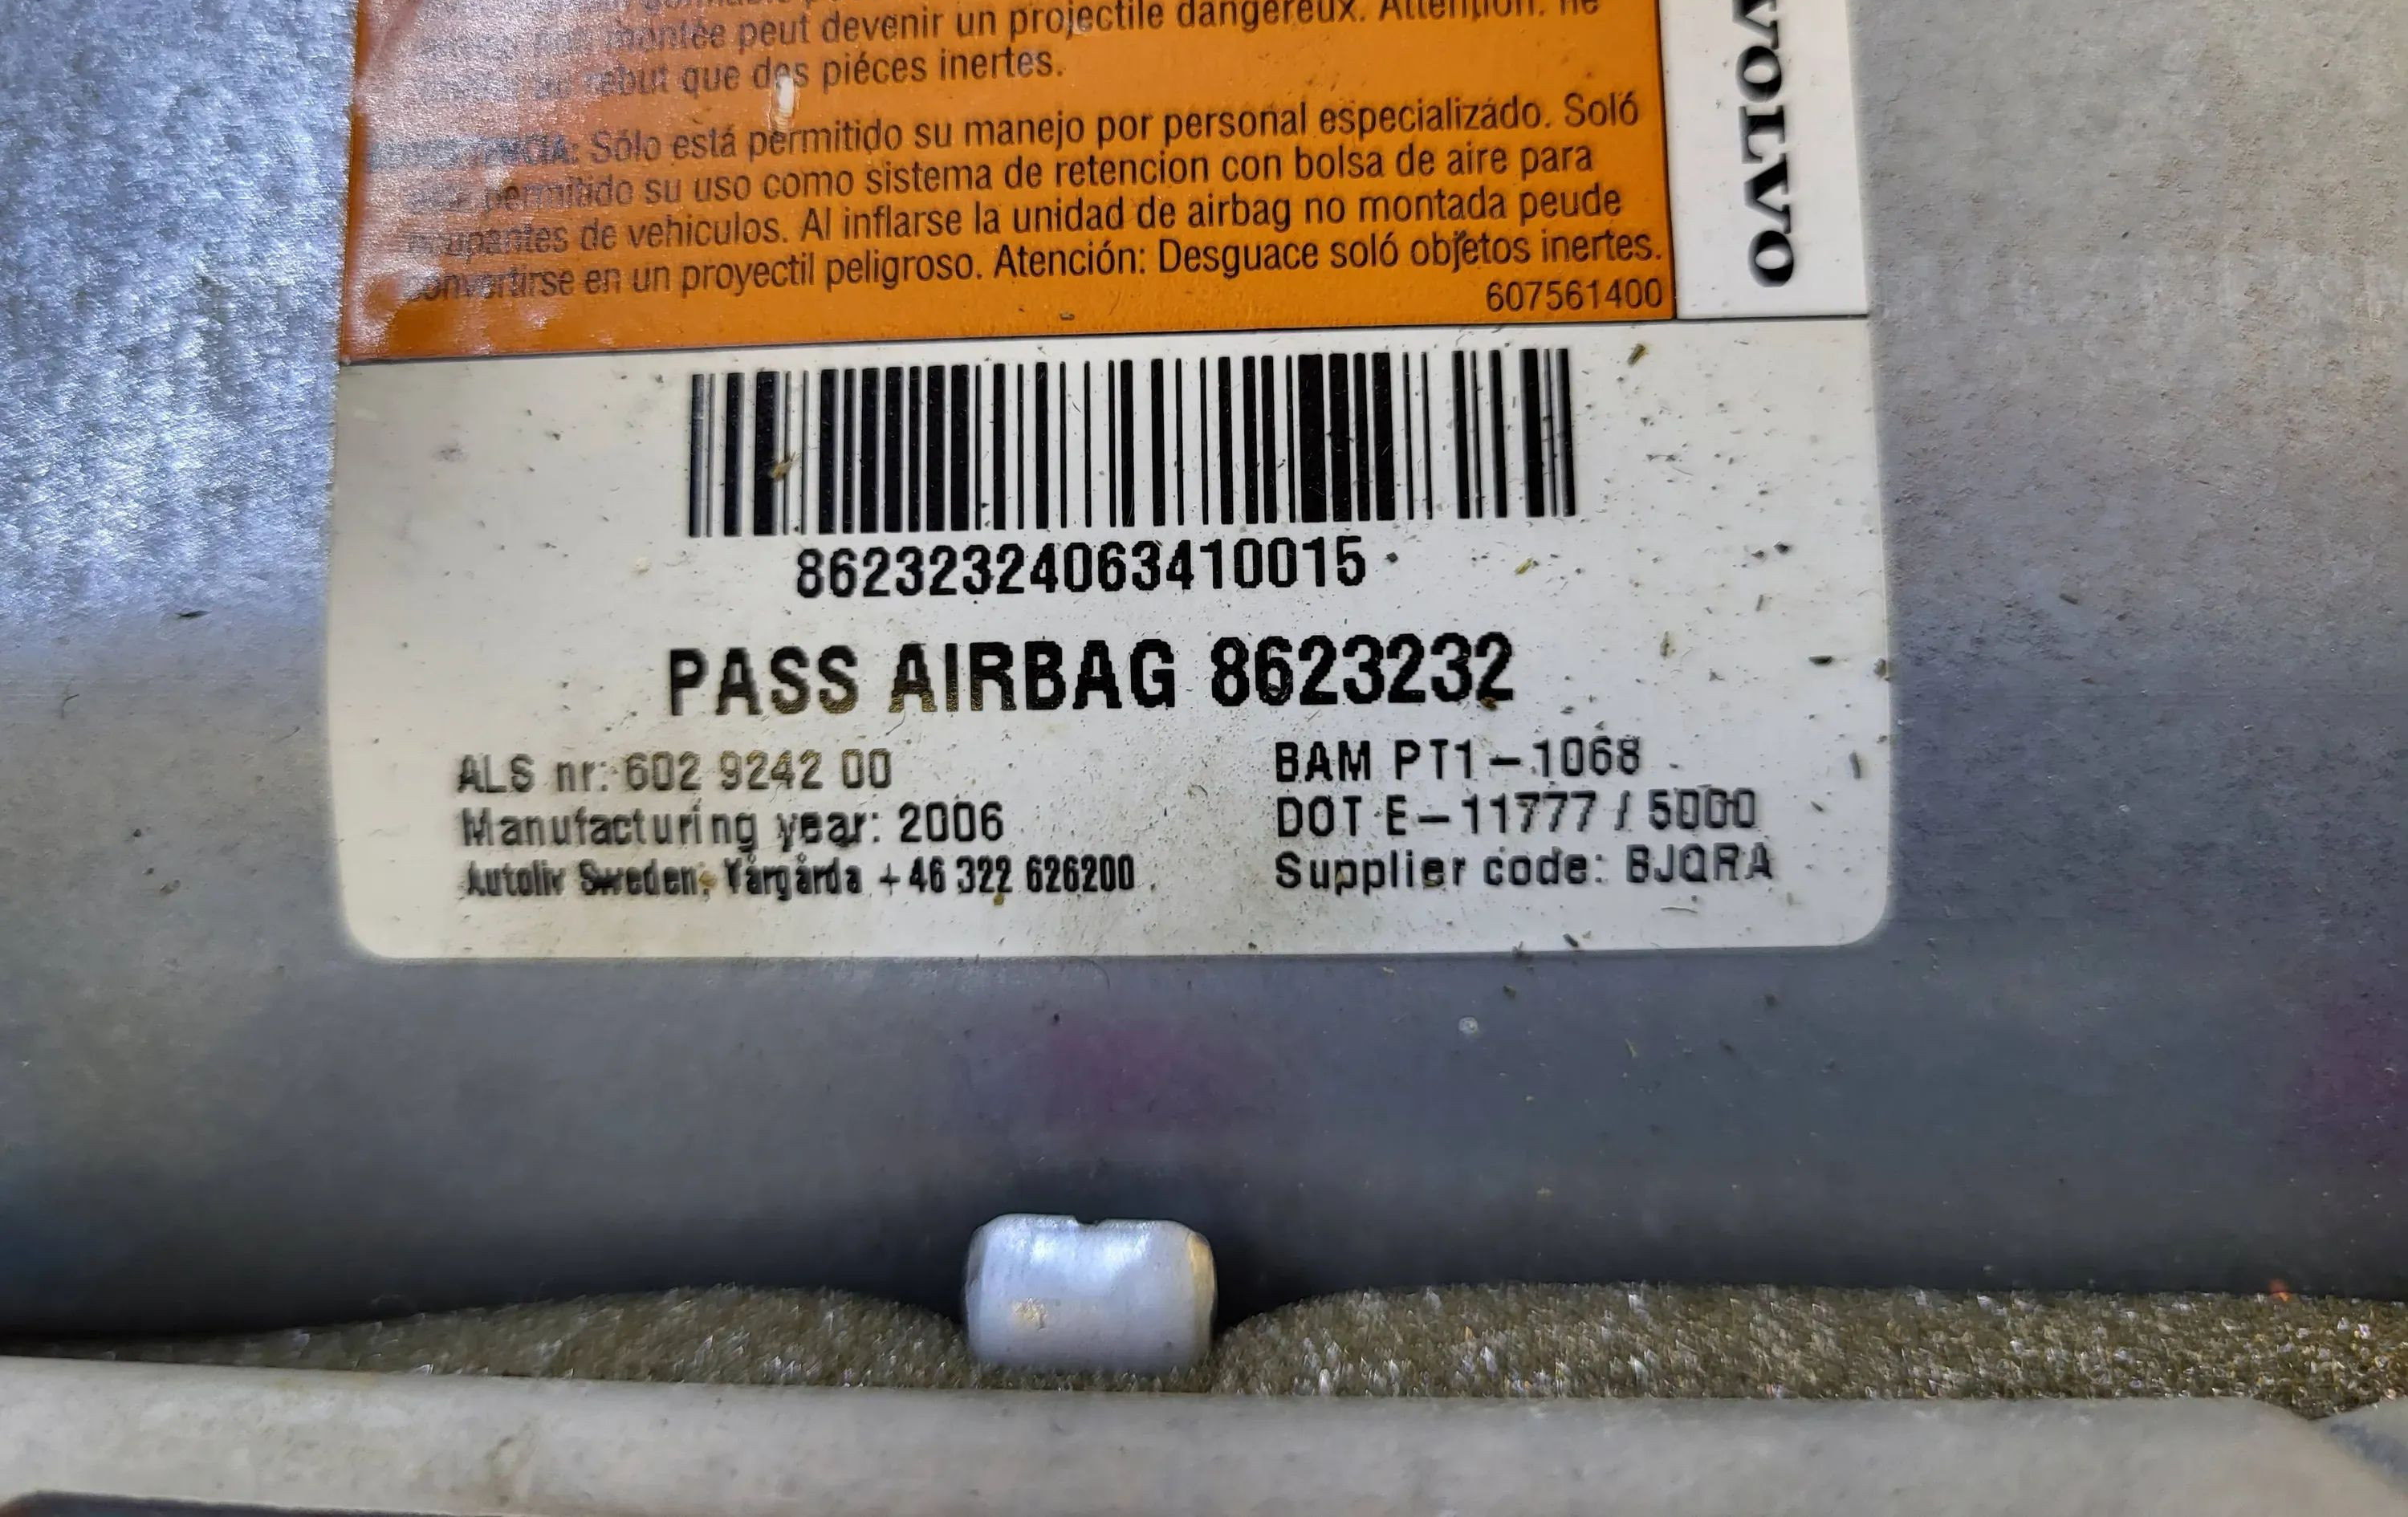 peut devenir un projectile dangereux. Attention: ne
rebut que des piéces inertes.
Sólo está permitido su manejo por personal especializado. Soló
permitido su uso como sistema de retencion con bolsa de aire para
ocupantes de vehiculos. Al inflarse la unidad de airbag no montada peude
convertirse en un proyectil peligroso. Atención: Desguace soló objetos inertes.
607561400
VOLVO
86232324063410015
PASS AIRBAG 8623232
ALS nr: 602 9242 00
Manufacturing year: 2006
Autoliv Sweden, Vårgårda +46 322 626200
BAM PT1-1068
DOT E-11777 / 5000
Supplier code: BJQRA